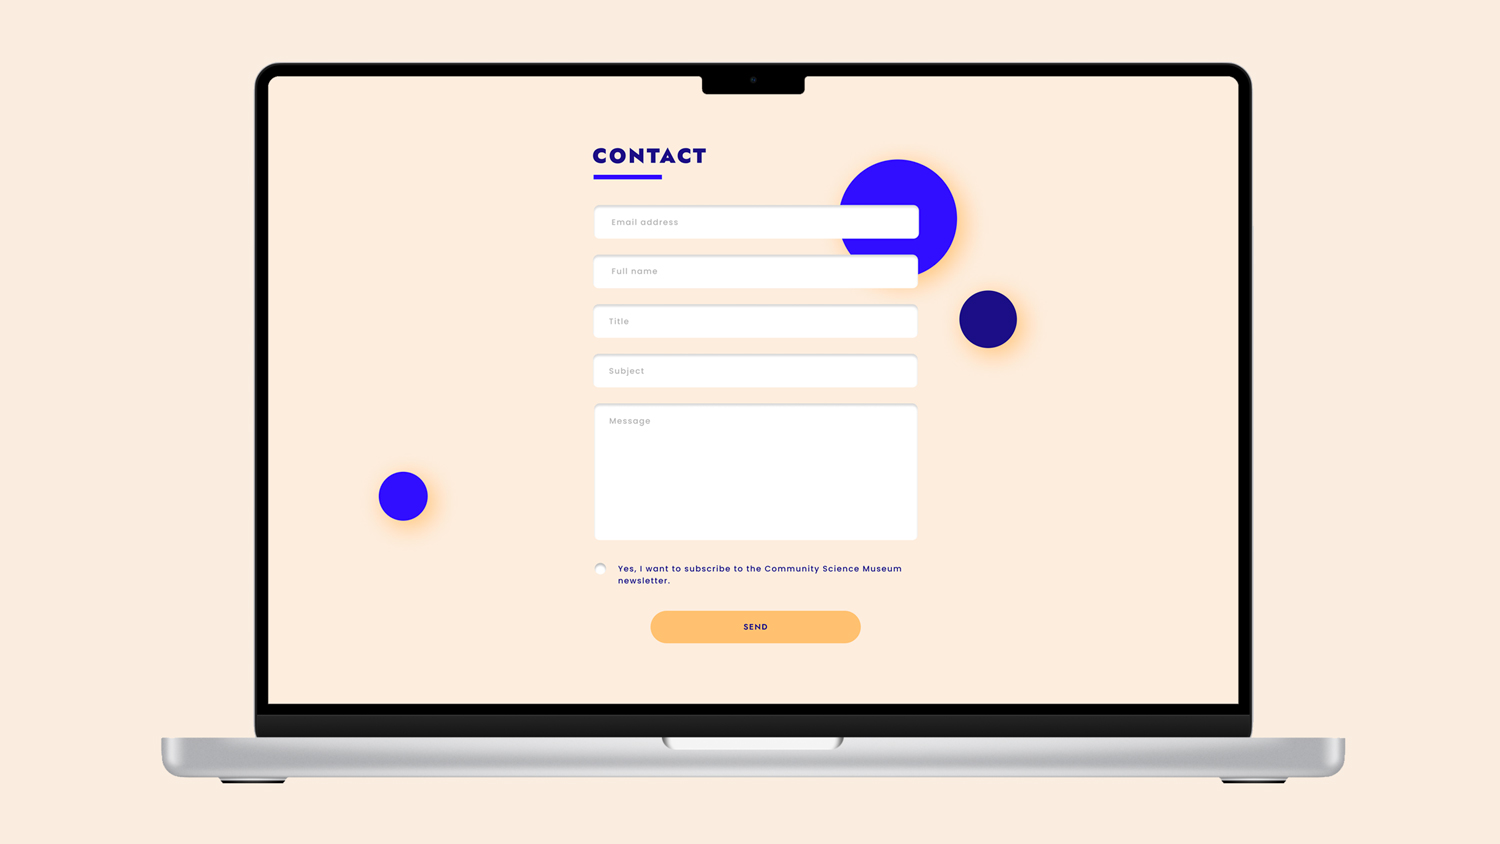 CONTACT
Email address
Full name
Title
Subject
Message
Yes, I want to subscribe to the Community Science Museum
newsletter.
SEND